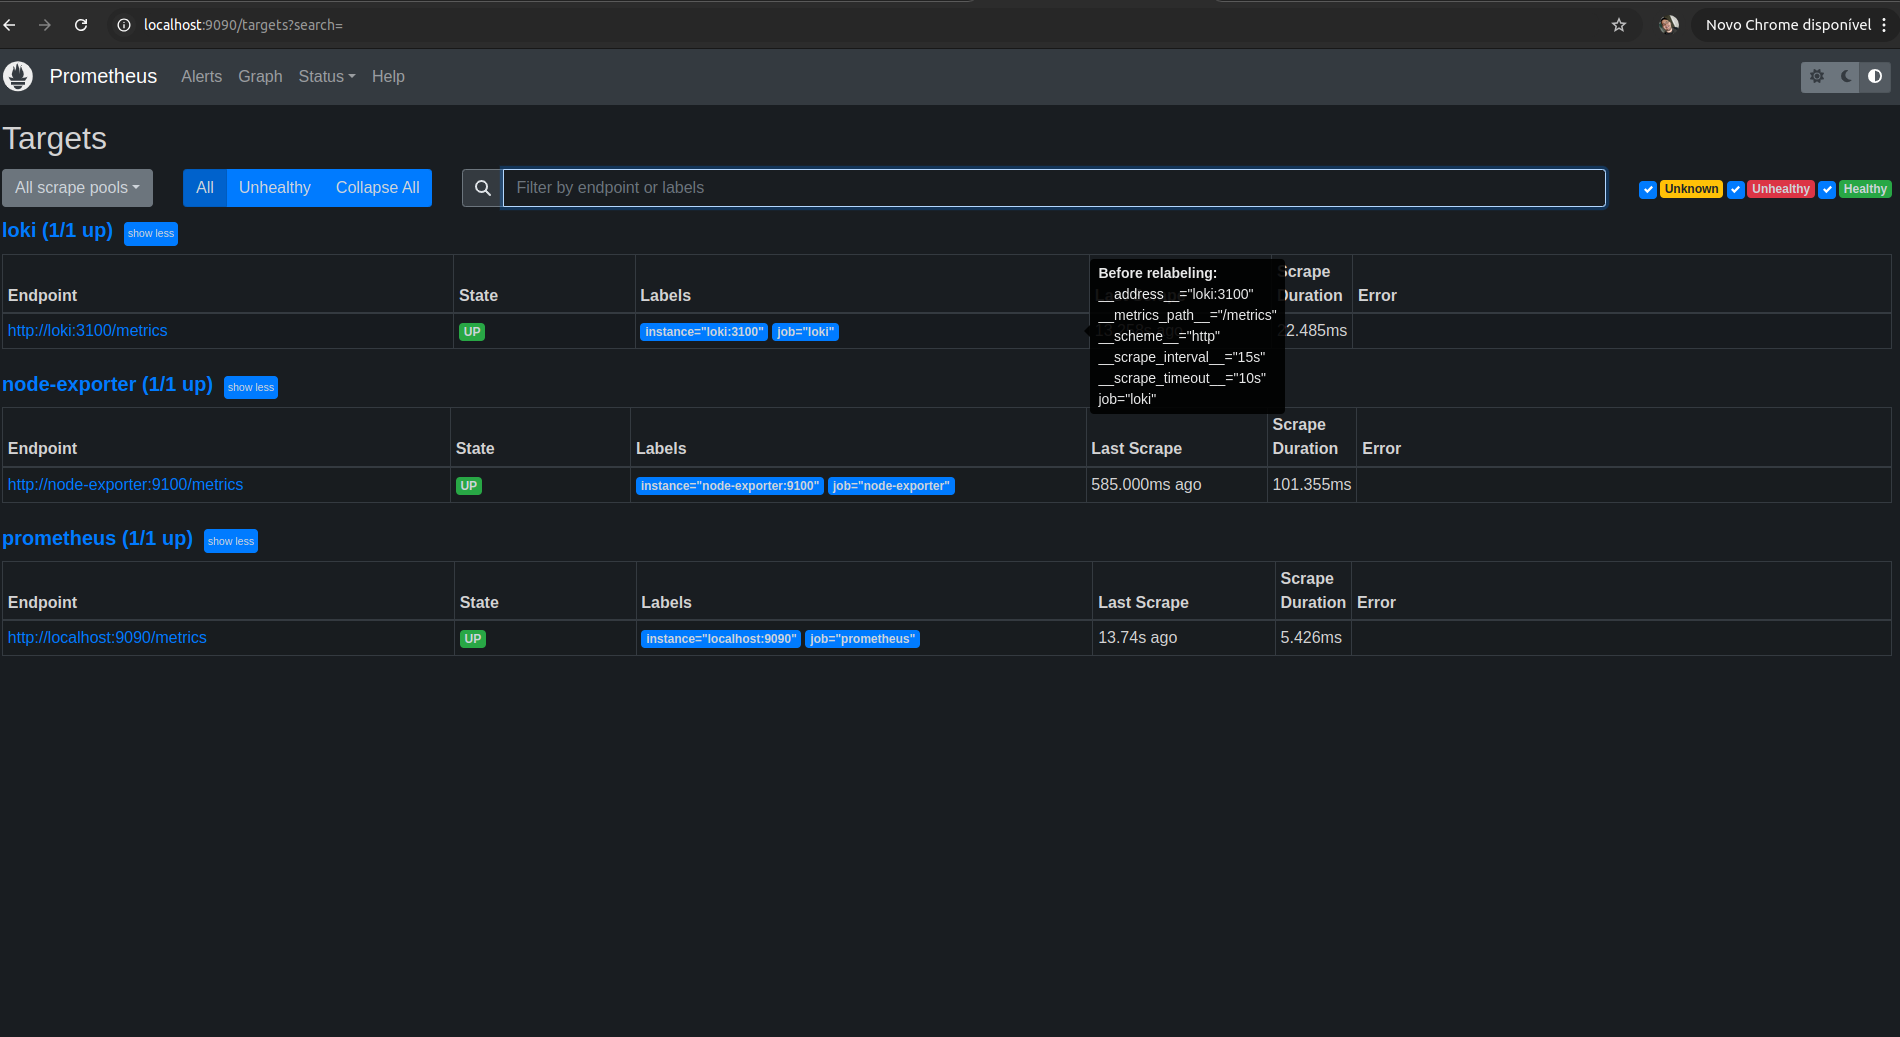 localhost:9090/targets?search=
Novo Chrome disponível
Prometheus Alerts Graph Status Help
Targets
All scrape pools All Unhealthy Collapse All Filter by endpoint or labels Unknown Unhealthy Healthy
loki (1/1 up) show less
Endpoint State Labels Scrape Duration Error
http://loki:3100/metrics UP instance="loki:3100" job="loki" 22.485ms
Before relabeling:
__address__="loki:3100"
__metrics_path__="/metrics"
__scheme__="http"
__scrape_interval__="15s"
__scrape_timeout__="10s"
job="loki"
node-exporter (1/1 up) show less
Endpoint State Labels Last Scrape Scrape Duration Error
http://node-exporter:9100/metrics UP instance="node-exporter:9100" job="node-exporter" 585.000ms ago 101.355ms
prometheus (1/1 up) show less
Endpoint State Labels Last Scrape Scrape Duration Error
http://localhost:9090/metrics UP instance="localhost:9090" job="prometheus" 13.74s ago 5.426ms